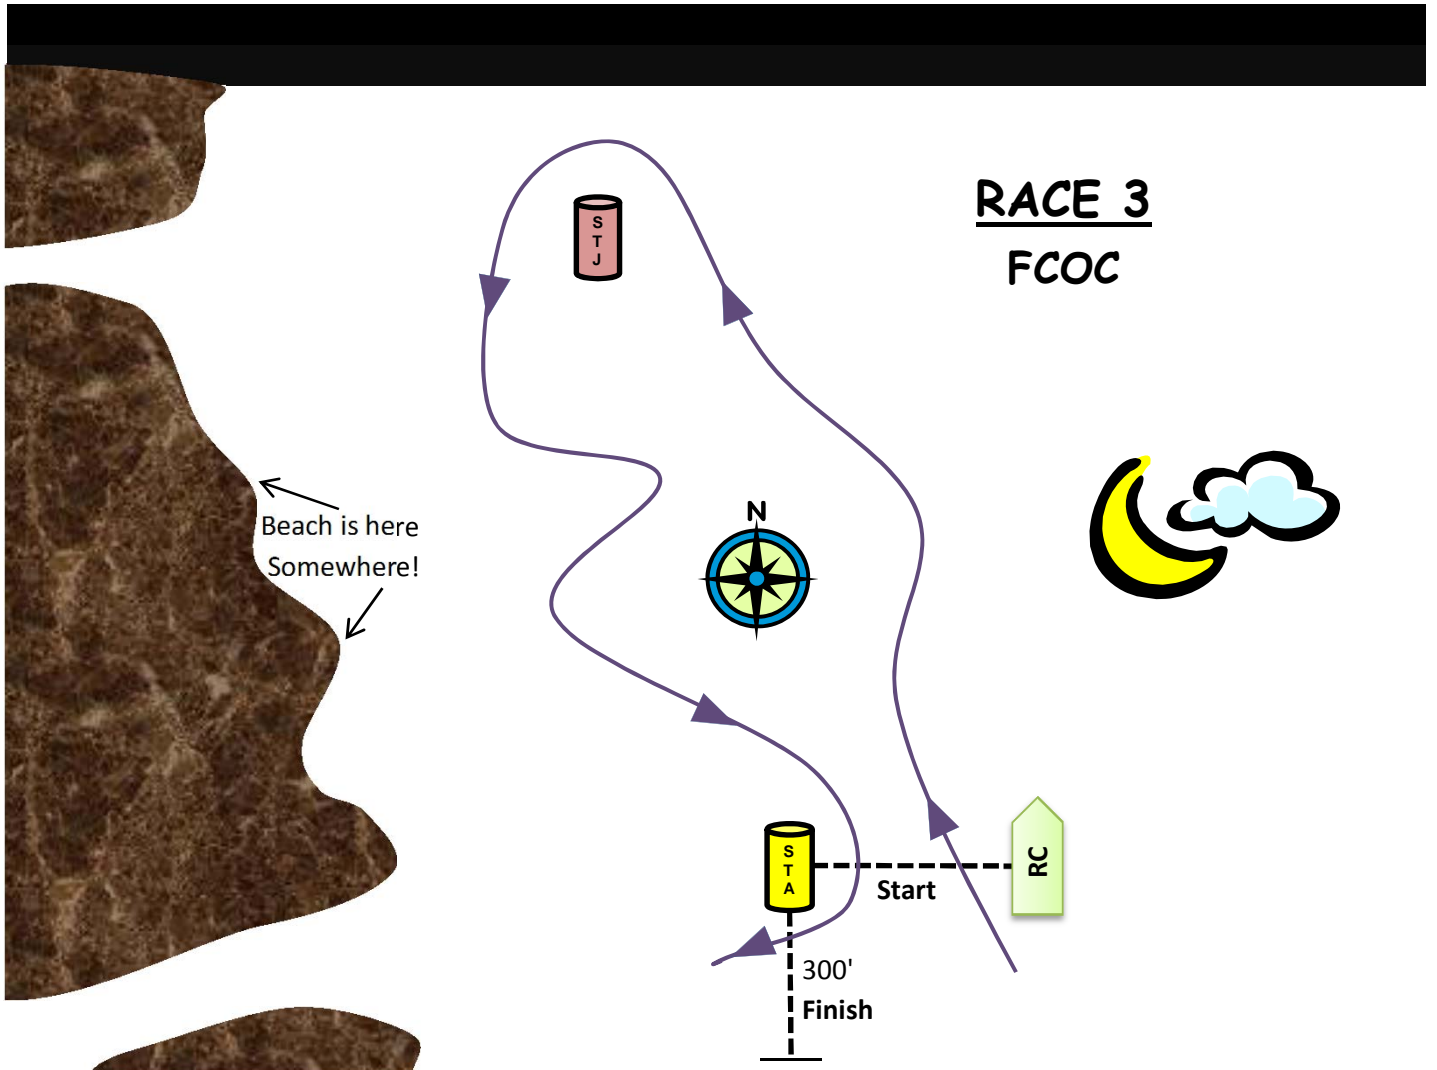 RACE 3
FCOC
S
T
J
N
Beach is here
Somewhere!
S
T
A
Start
RC
300'
Finish